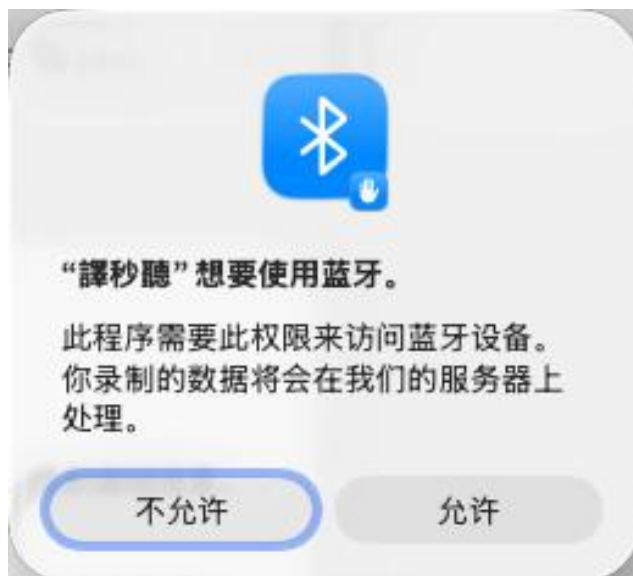 “譯秒聽”想要使用蓝牙。
此程序需要此权限来访问蓝牙设备。
你录制的数据将会在我们的服务器上
处理。
不允许
允许